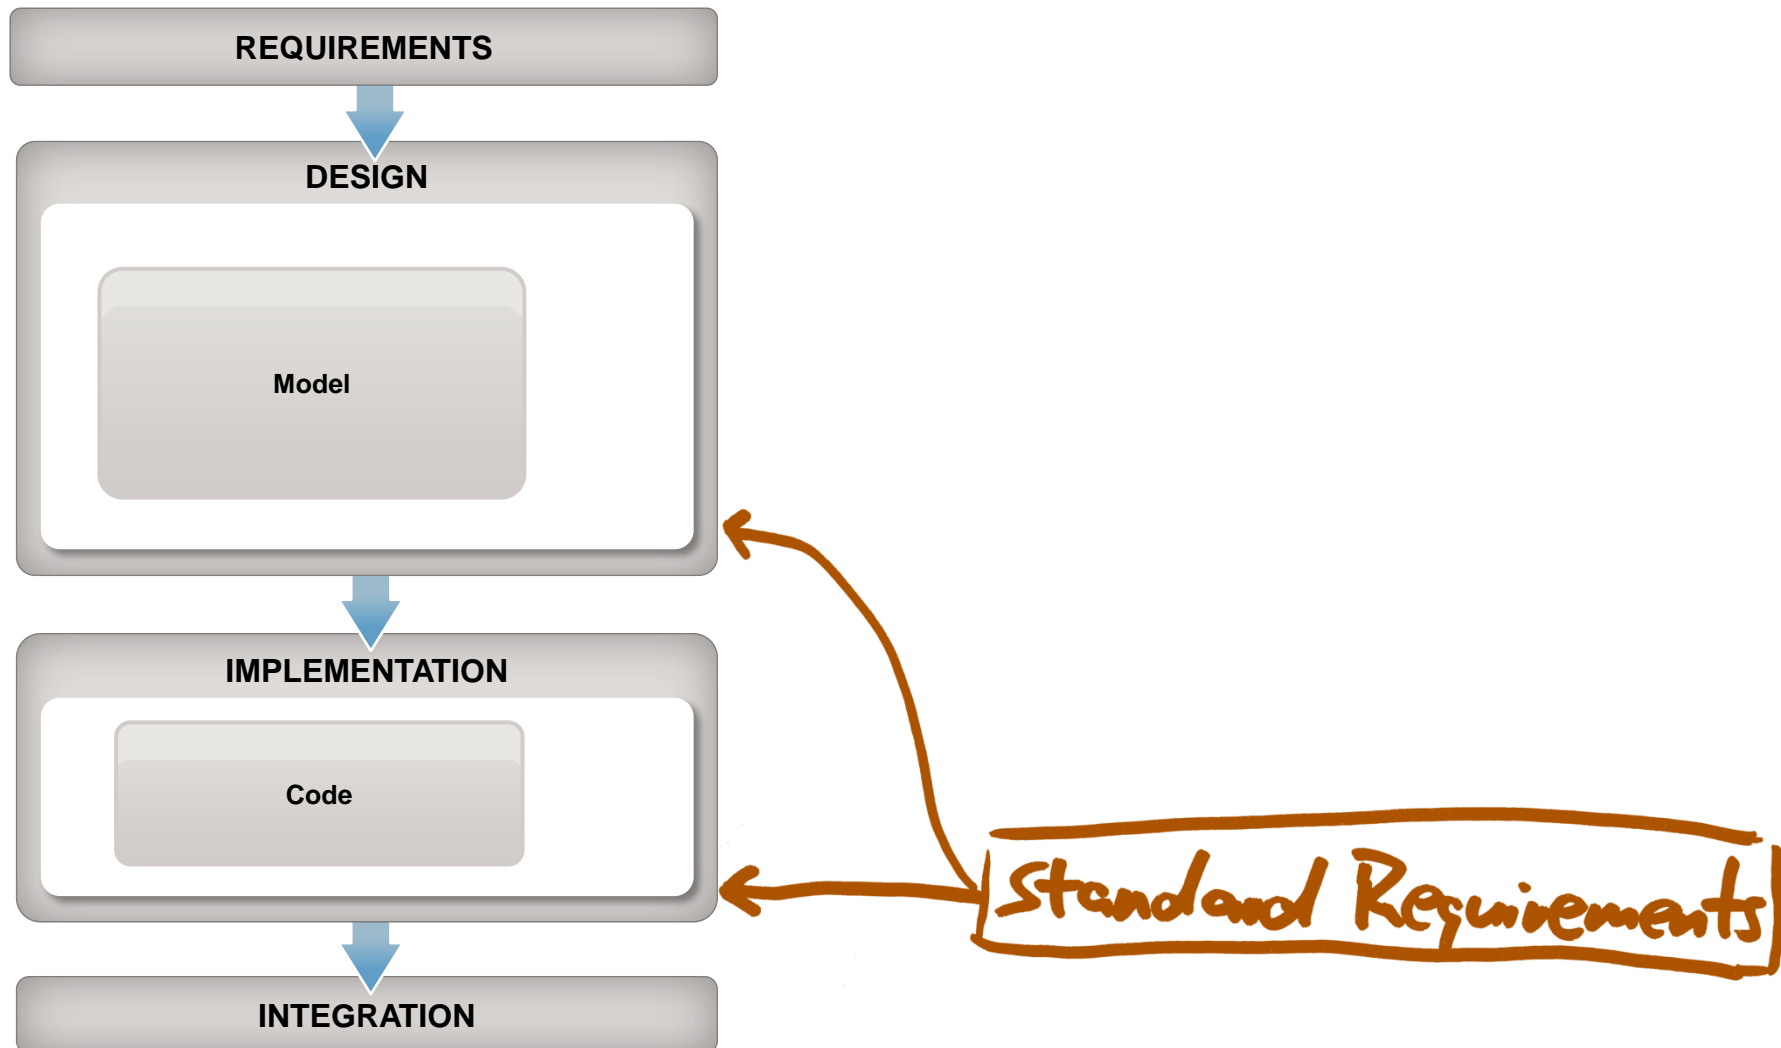 REQUIREMENTS
DESIGN
Model
IMPLEMENTATION
Code
Standard Requirements
INTEGRATION